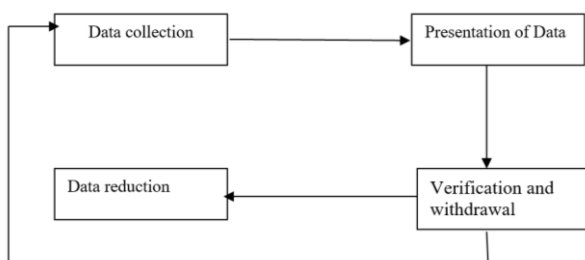 Data collection
Presentation of Data
Data reduction
Verification and
withdrawal